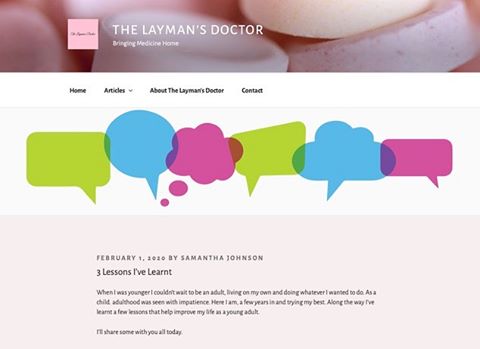 The Layman's Doctor
THE LAYMAN'S DOCTOR
Bringing Medicine Home
Home Articles About The Layman's Doctor Contact
FEBRUARY 1, 2020 BY SAMANTHA JOHNSON
3 Lessons I've Learnt
When I was younger I couldn't wait to be an adult, living on my own and doing whatever I wanted to do. As a
child, adulthood was seen with impatience. Here I am, a few years in and trying my best. Along the way I've
learnt a few lessons that help improve my life as a young adult.
I'll share some with you all today.